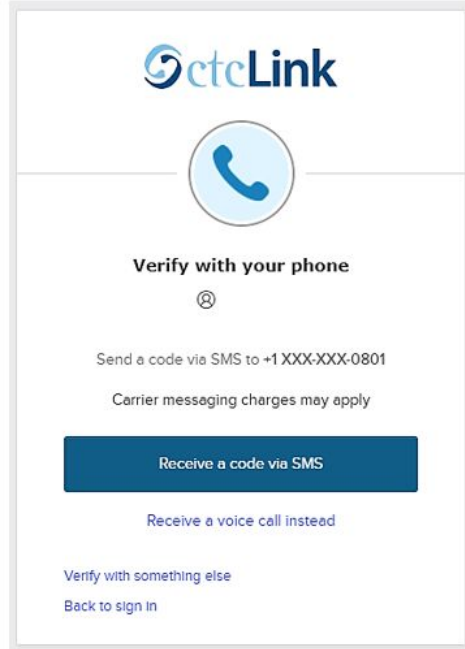 ctcLink
Verify with your phone
Send a code via SMS to +1 XXX-XXX-0801
Carrier messaging charges may apply
Receive a code via SMS
Receive a voice call instead
Verify with something else
Back to sign in